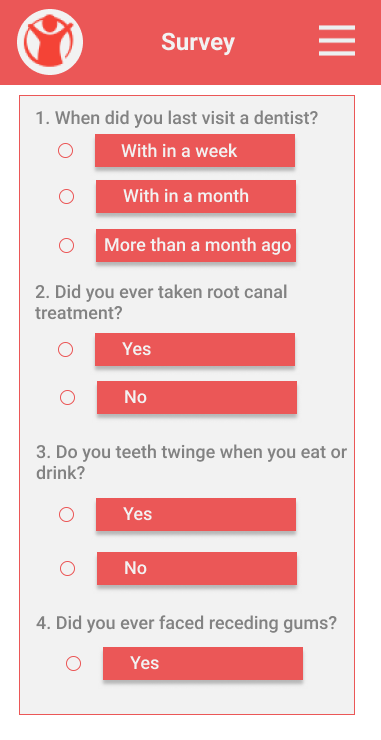 Survey
1. When did you last visit a dentist?
With in a week
With in a month
More than a month ago
2. Did you ever taken root canal
treatment?
Yes
No
3. Do you teeth twinge when you eat or
drink?
Yes
No
4. Did you ever faced receding gums?
Yes